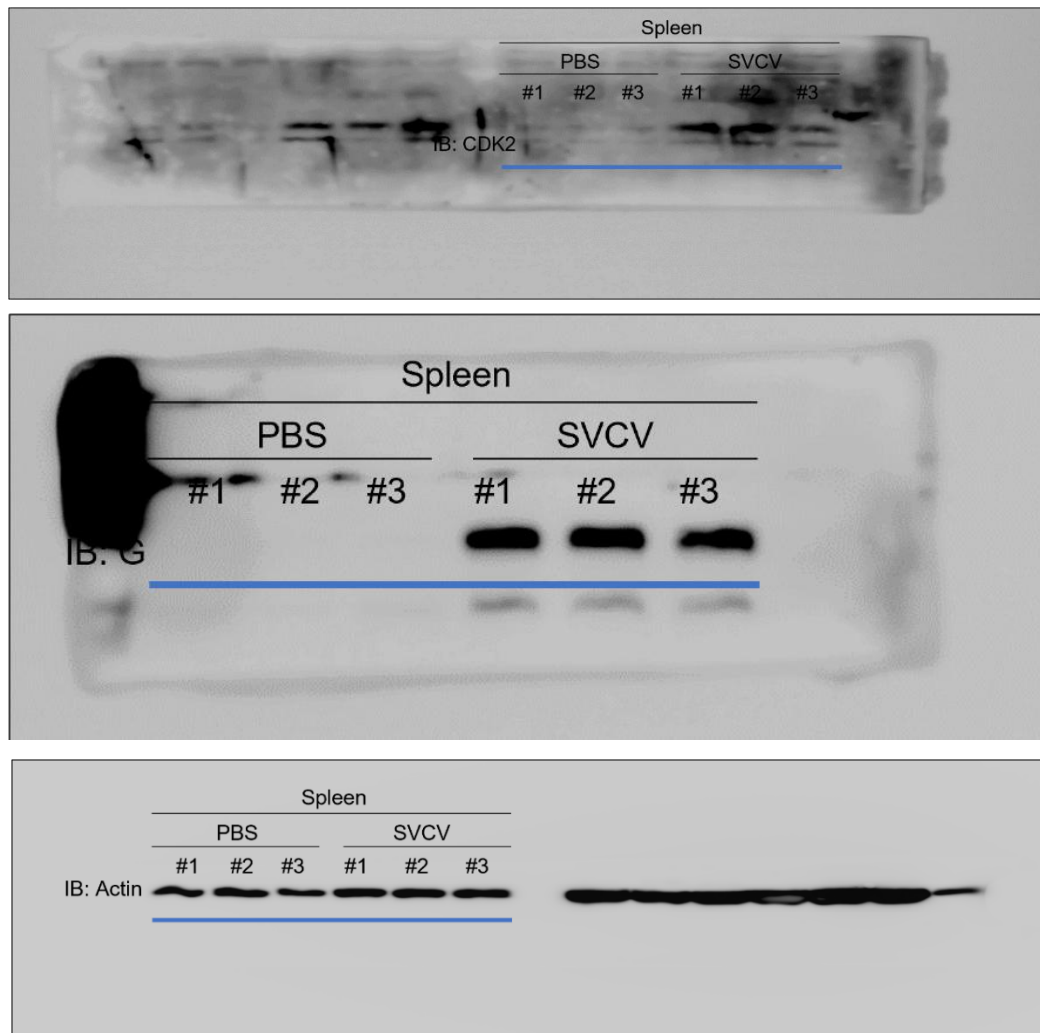 Spleen
PBS SVCV
#1 #2 #3 #1 #2 #3
IB: CDK2
Spleen
PBS SVCV
#1 #2 #3 #1 #2 #3
IB: G
Spleen
PBS SVCV
#1 #2 #3 #1 #2 #3
IB: Actin